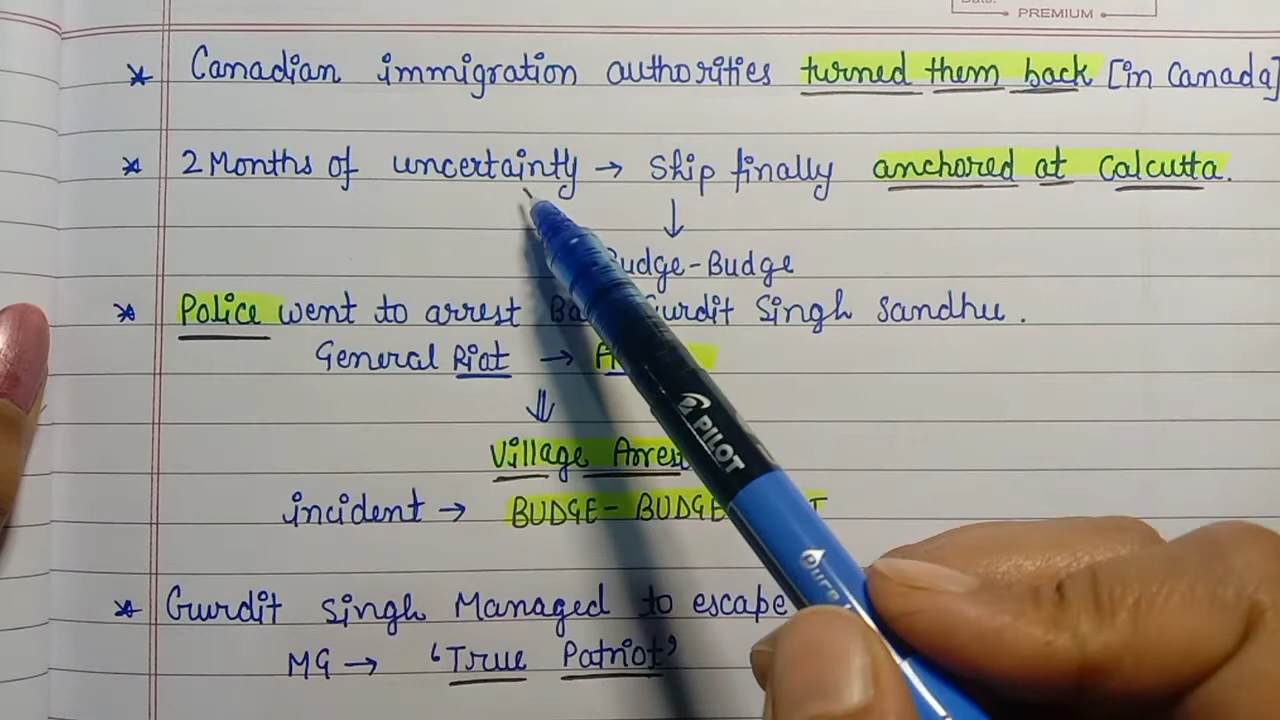 PREMIUM
* Canadian immigration authorities turned them back [in Canada]
* 2 Months of uncertainty → Ship finally anchored at Calcutta.
↓
Budge-Budge
* Police went to arrest Gurdit Singh Sandhu.
General Riot →
⇓
Village Arrest
incident → BUDGE-BUDGE
* Gurdit Singh Managed to escape
MG → 'True Patriot'
PILOT